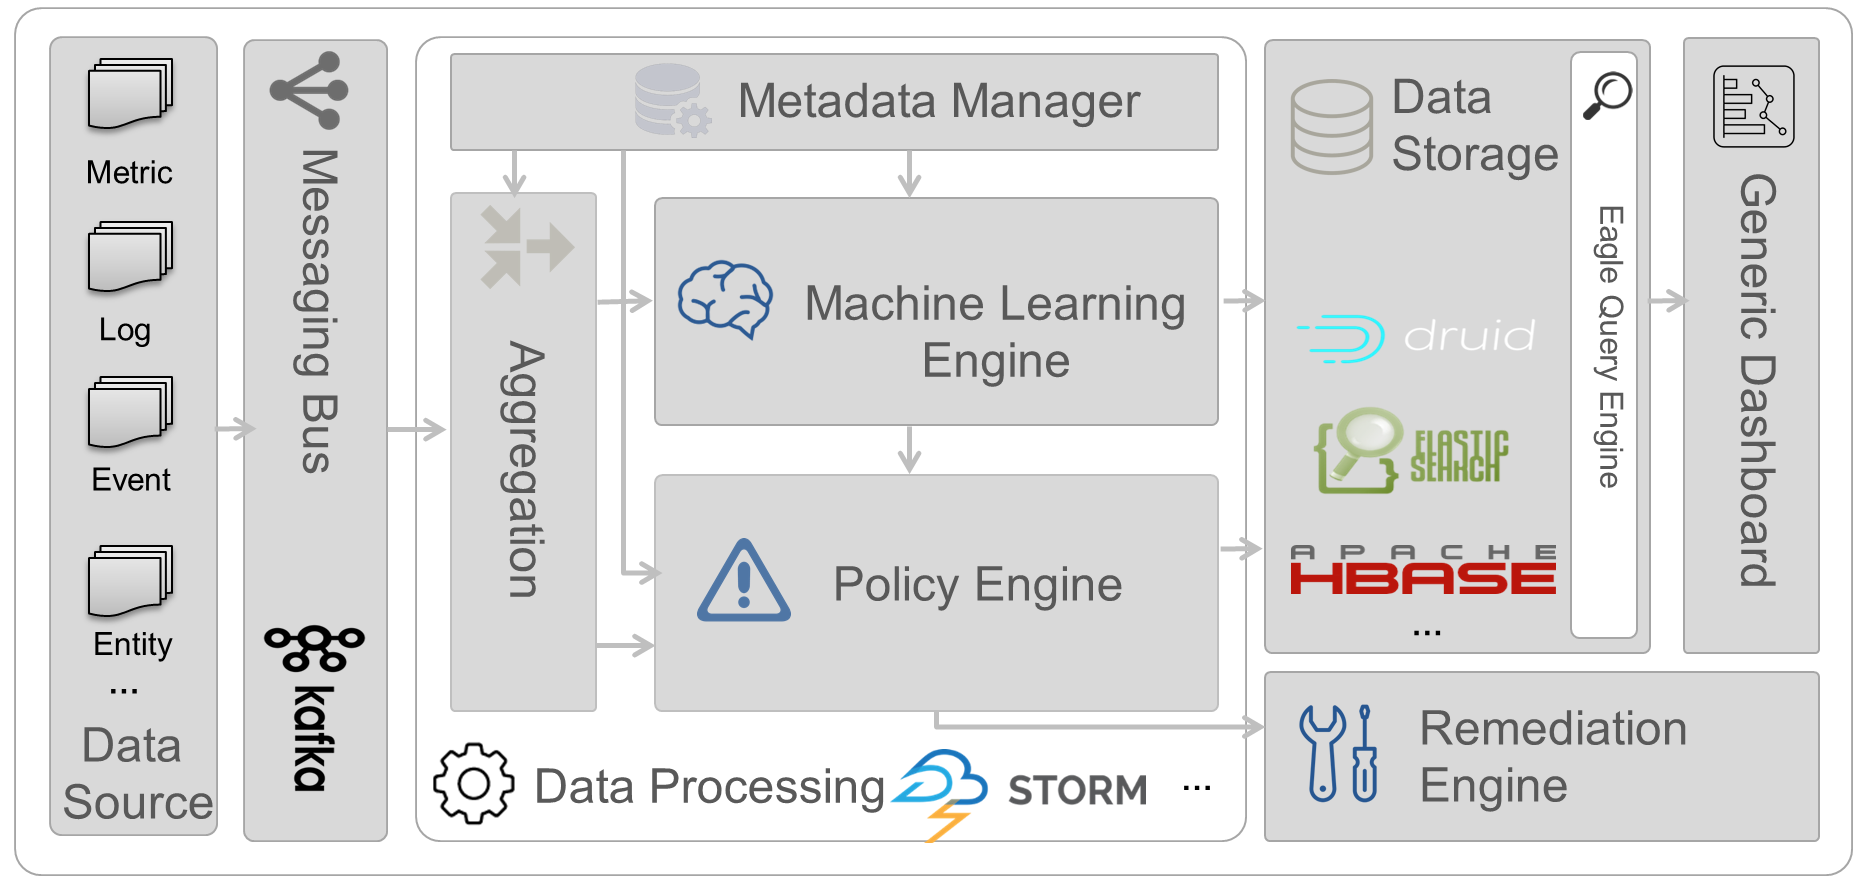 Metric
Log
Event
Entity
...
Data
Source
Messaging Bus
kafka
Metadata Manager
Aggregation
Machine Learning
Engine
Policy Engine
Data Processing
STORM
...
Data
Storage
druid
ELASTIC
SEARCH
APACHE
HBASE
...
Eagle Query Engine
Generic Dashboard
Remediation
Engine